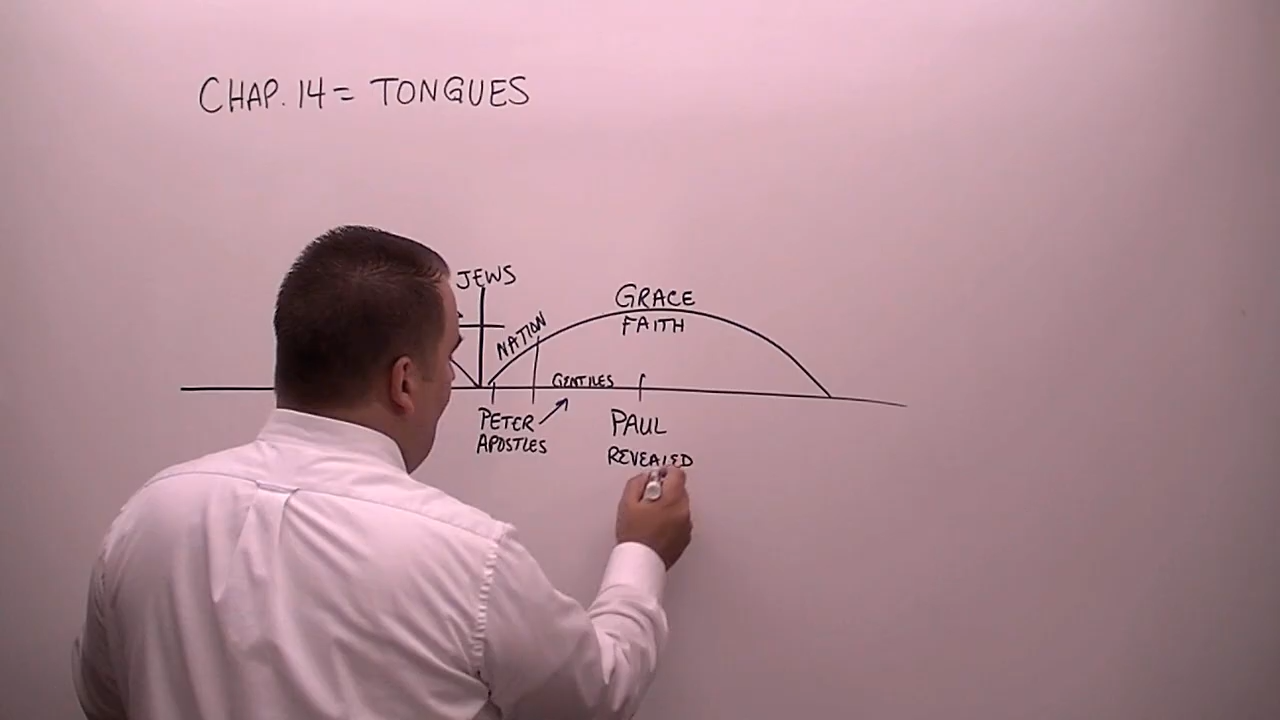 CHAP. 14 = TONGUES
JEWS
NATION
GRACE
FAITH
GENTILES
PETER
APOSTLES
PAUL
REVEALED